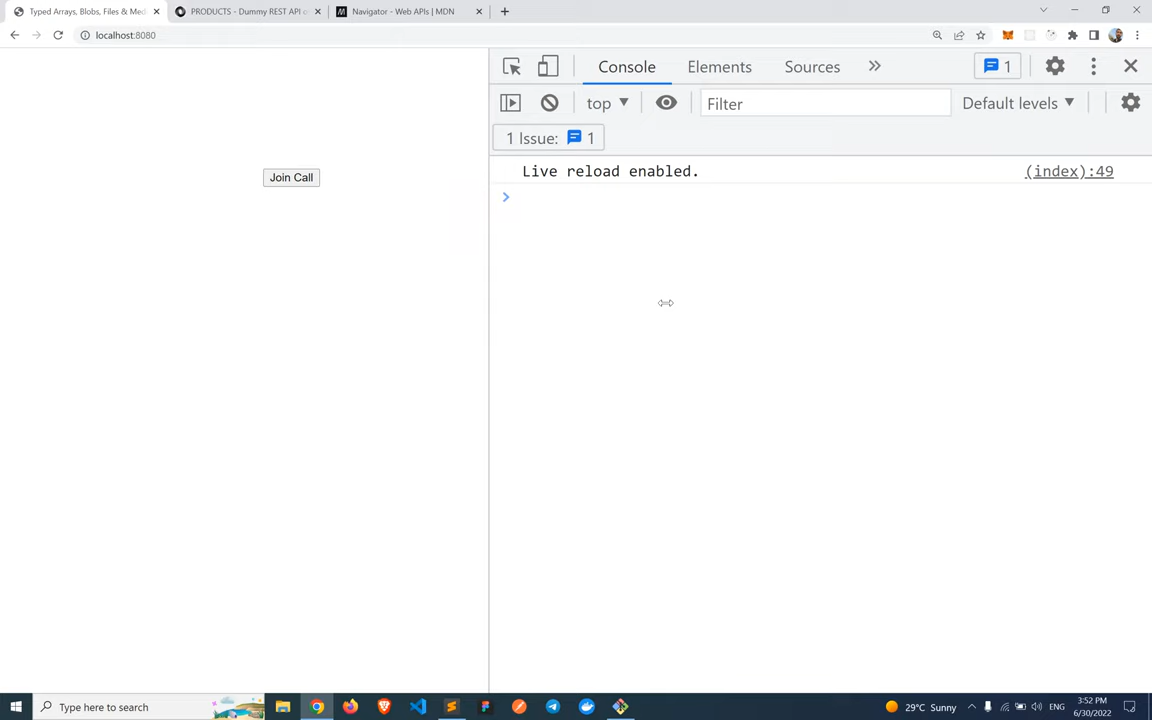 Typed Arrays, Blobs, Files & Med
PRODUCTS - Dummy REST API o
Navigator - Web APIs | MDN
localhost:8080
Join Call
Console
Elements
Sources
1
top
Filter
Default levels
1 Issue: 1
Live reload enabled.
(index):49
Type here to search
29°C Sunny
ENG
3:52 PM
6/30/2022